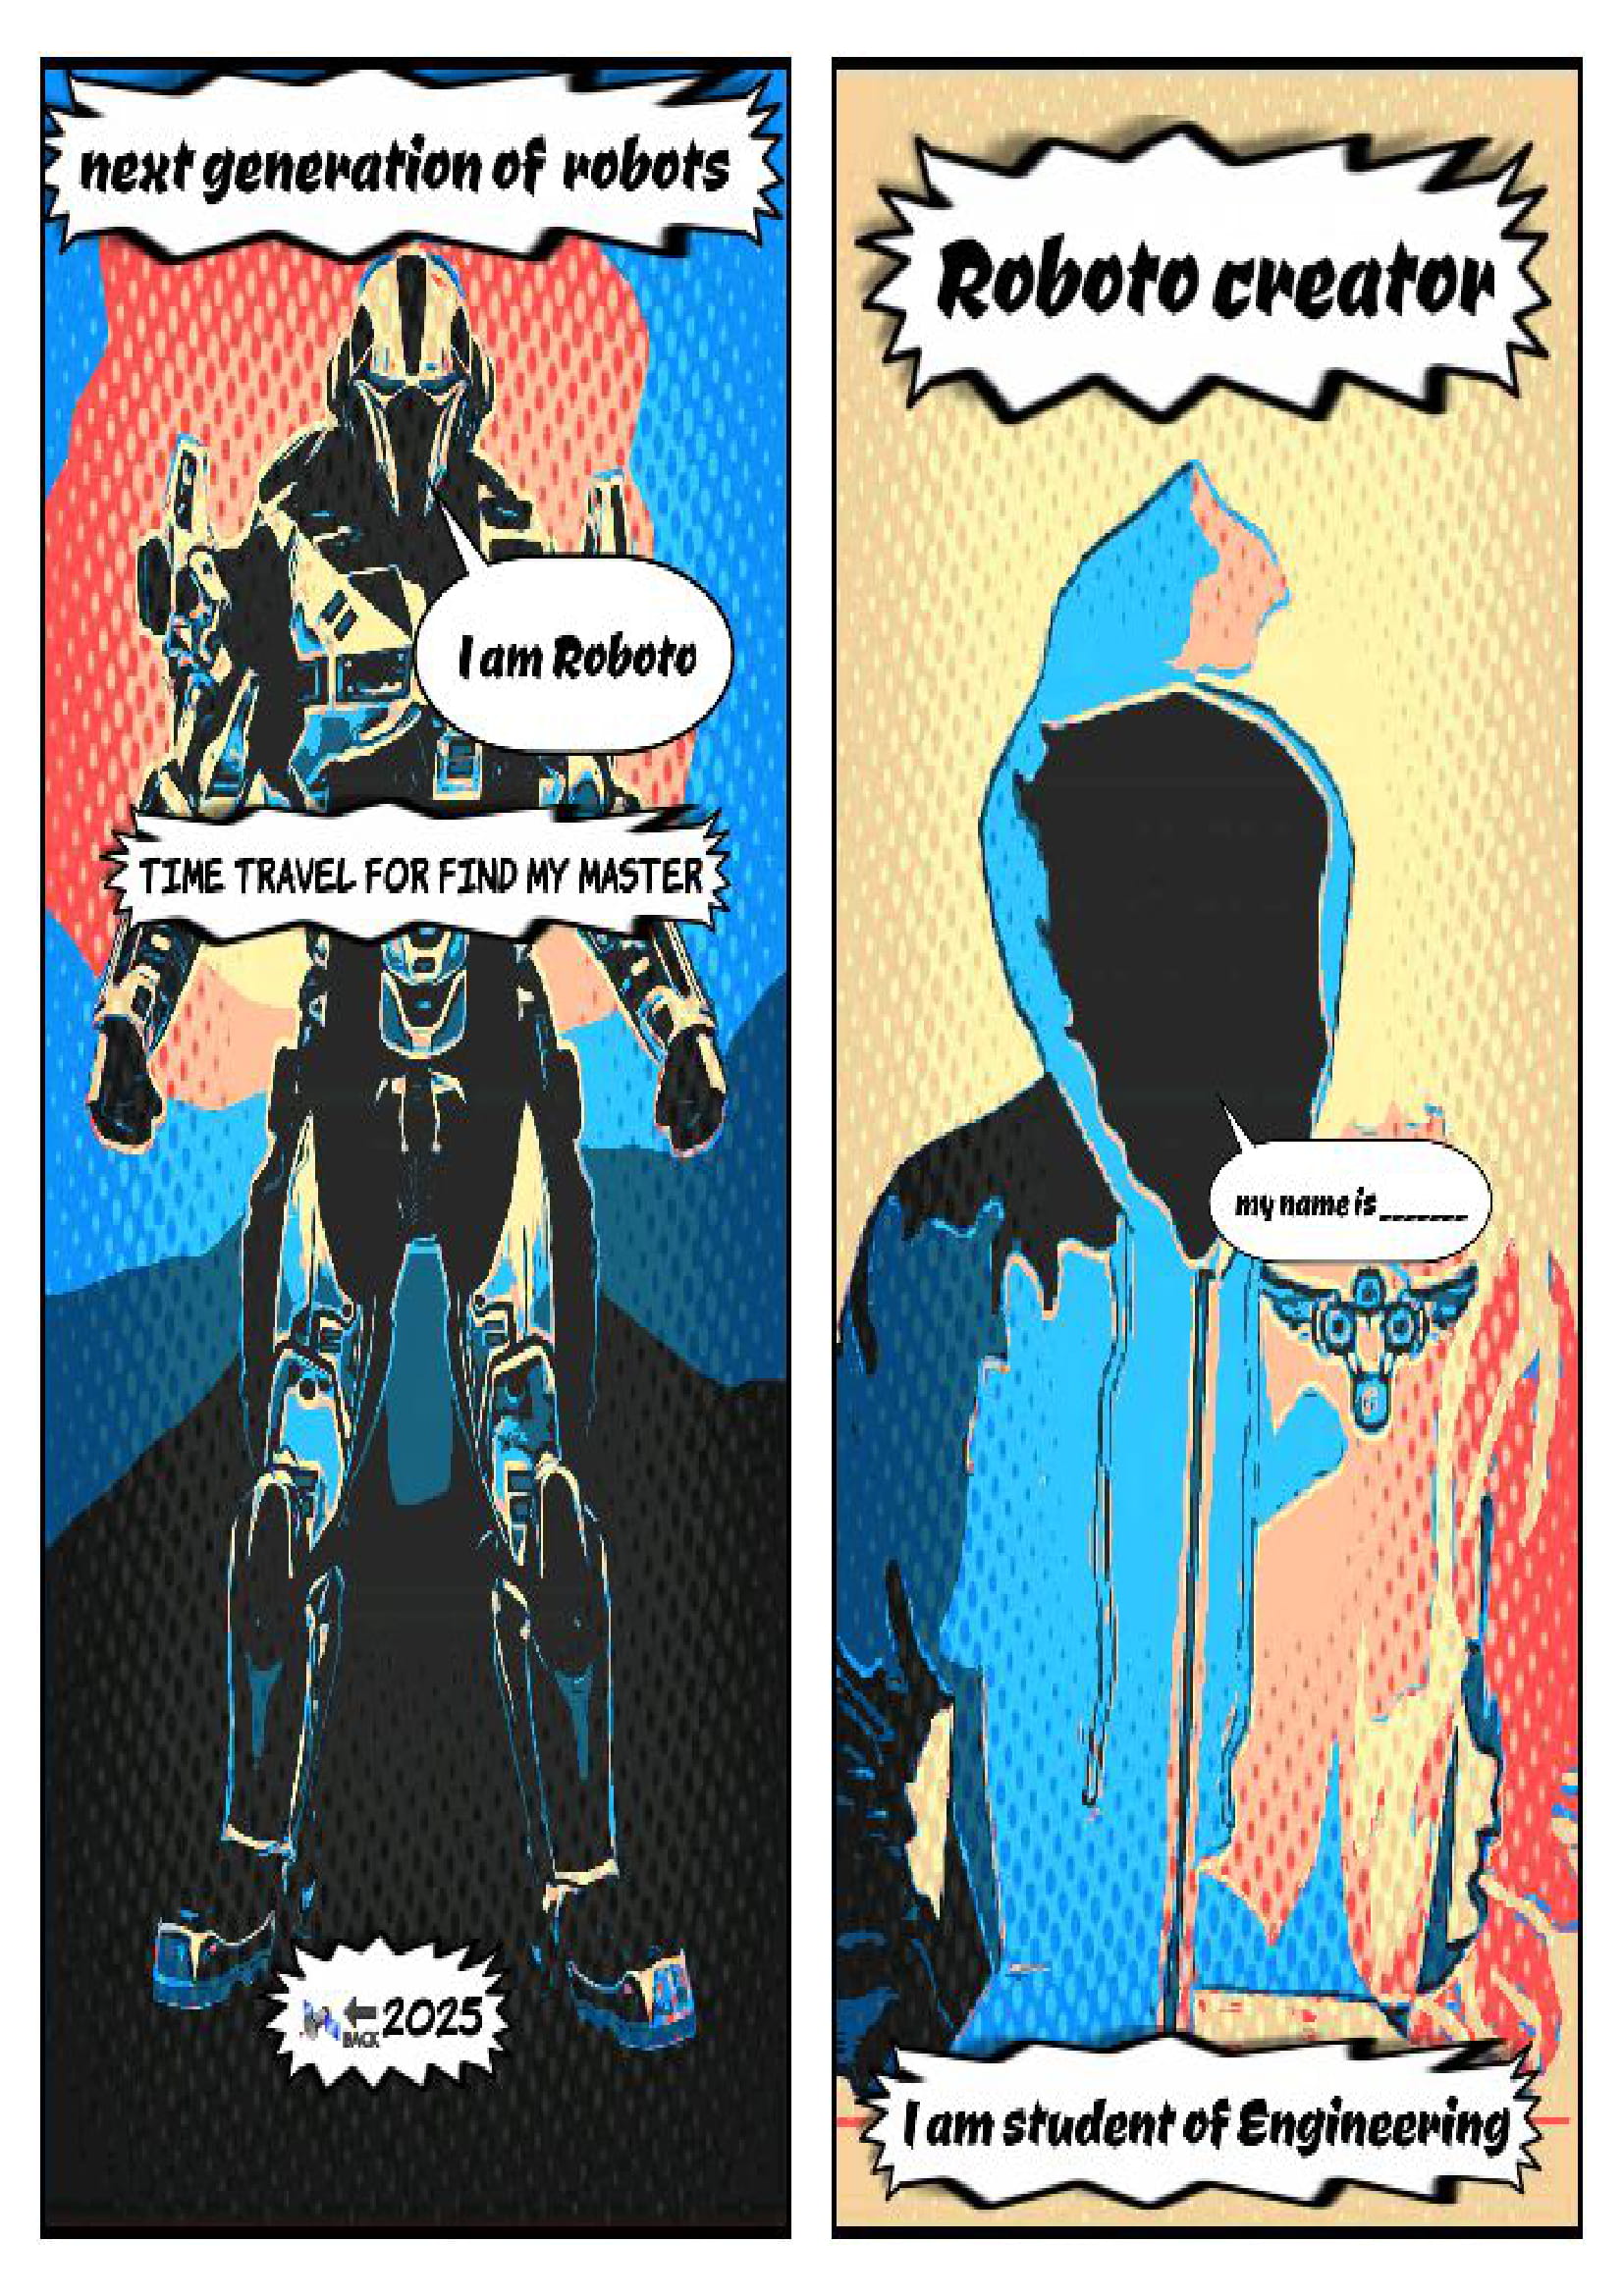 next generation of robots
I am Roboto
TIME TRAVEL FOR FIND MY MASTER
BACK 2025
Roboto creator
my name is _______
I am student of Engineering